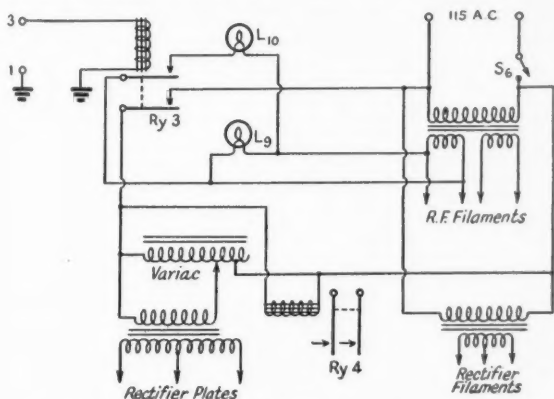 3
1
L10
115 A.C.
S6
Ry 3
L9
R.F. Filaments
Variac
Ry 4
Rectifier Plates
Rectifier Filaments